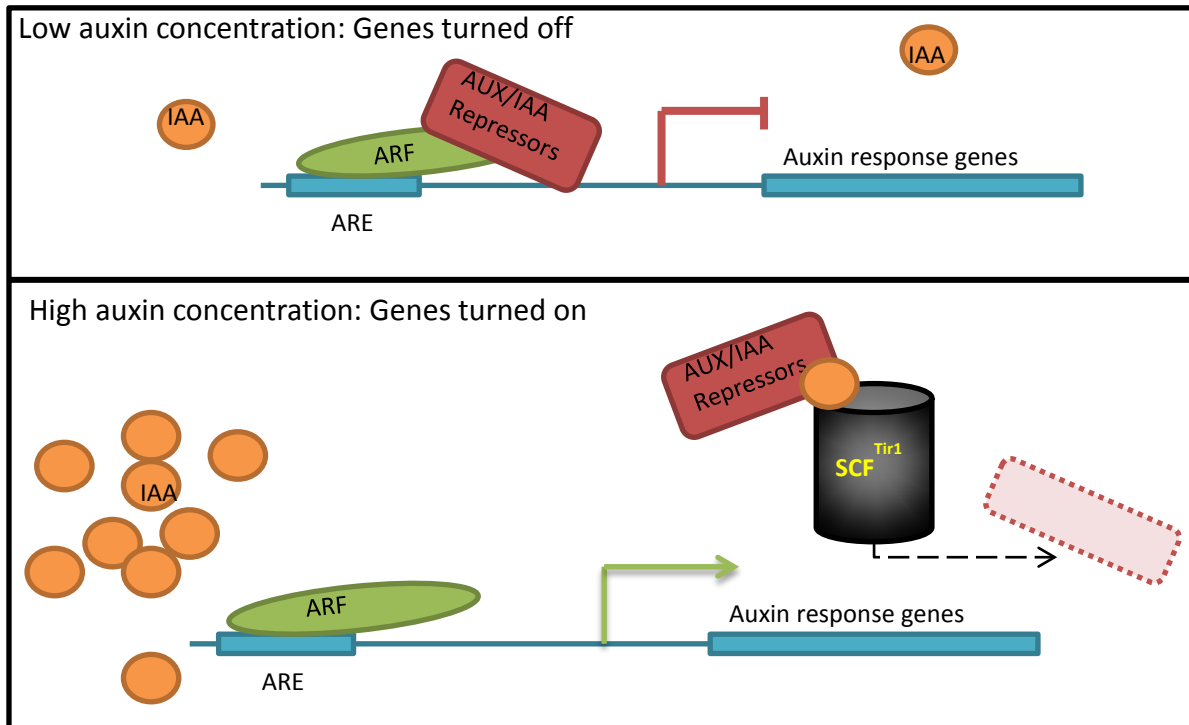 Low auxin concentration: Genes turned off
IAA
IAA
AUX/IAA
Repressors
ARF
Auxin response genes
ARE
High auxin concentration: Genes turned on
AUX/IAA
Repressors
SCF Tir1
IAA
ARF
Auxin response genes
ARE